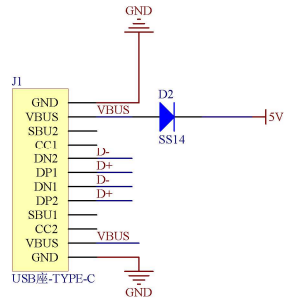 GND
J1
D2
GND
VBUS VBUS
5V
SBU2
SS14
CC1
DN2 D-
DP1 D+
DN1 D-
DP2 D+
SBU1
CC2
VBUS VBUS
GND
USB座-TYPE-C
GND